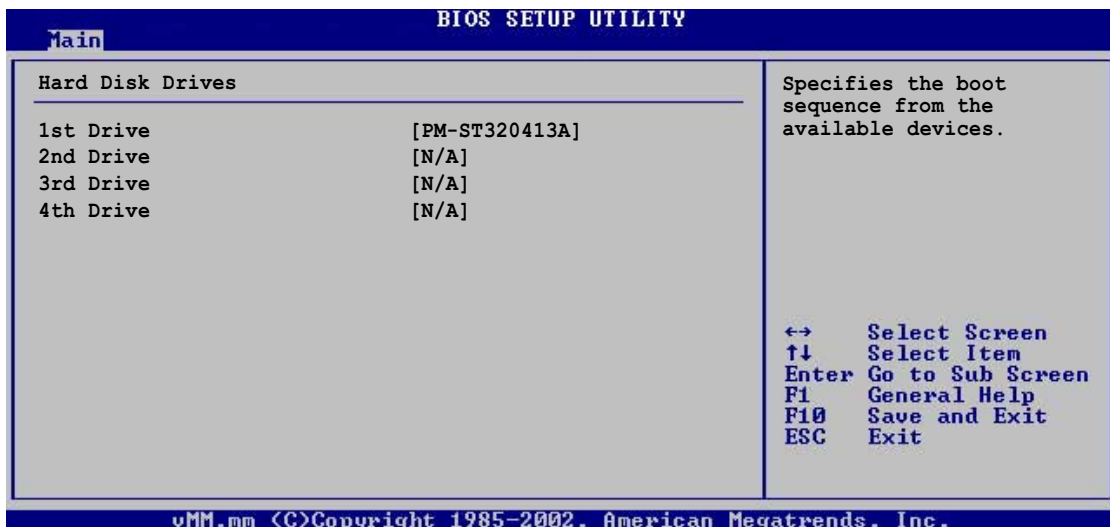 BIOS SETUP UTILITY
Main
Hard Disk Drives
1st Drive [PM-ST320413A]
2nd Drive [N/A]
3rd Drive [N/A]
4th Drive [N/A]
Specifies the boot
sequence from the
available devices.
←→ Select Screen
↑↓ Select Item
Enter Go to Sub Screen
F1 General Help
F10 Save and Exit
ESC Exit
vMM.mm (C)Copyright 1985-2002, American Megatrends, Inc.